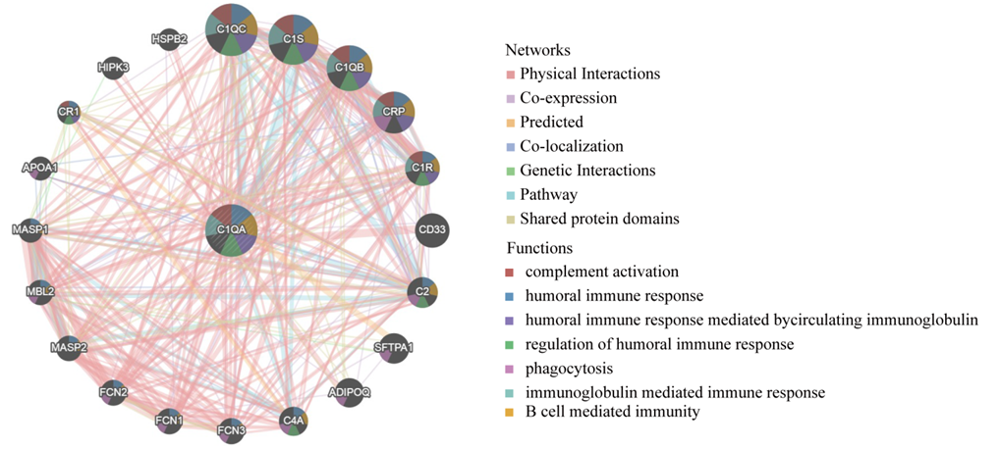 C1QC
C1S
HSPB2
C1QB
HIPK3
CR1
CRP
APOA1
C1R
MASP1
C1QA
CD33
MBL2
C2
MASP2
SFTPA1
FCN2
ADIPOQ
FCN1
FCN3
C4A
Networks
Physical Interactions
Co-expression
Predicted
Co-localization
Genetic Interactions
Pathway
Shared protein domains
Functions
complement activation
humoral immune response
humoral immune response mediated bycirculating immunoglobulin
regulation of humoral immune response
phagocytosis
immunoglobulin mediated immune response
B cell mediated immunity